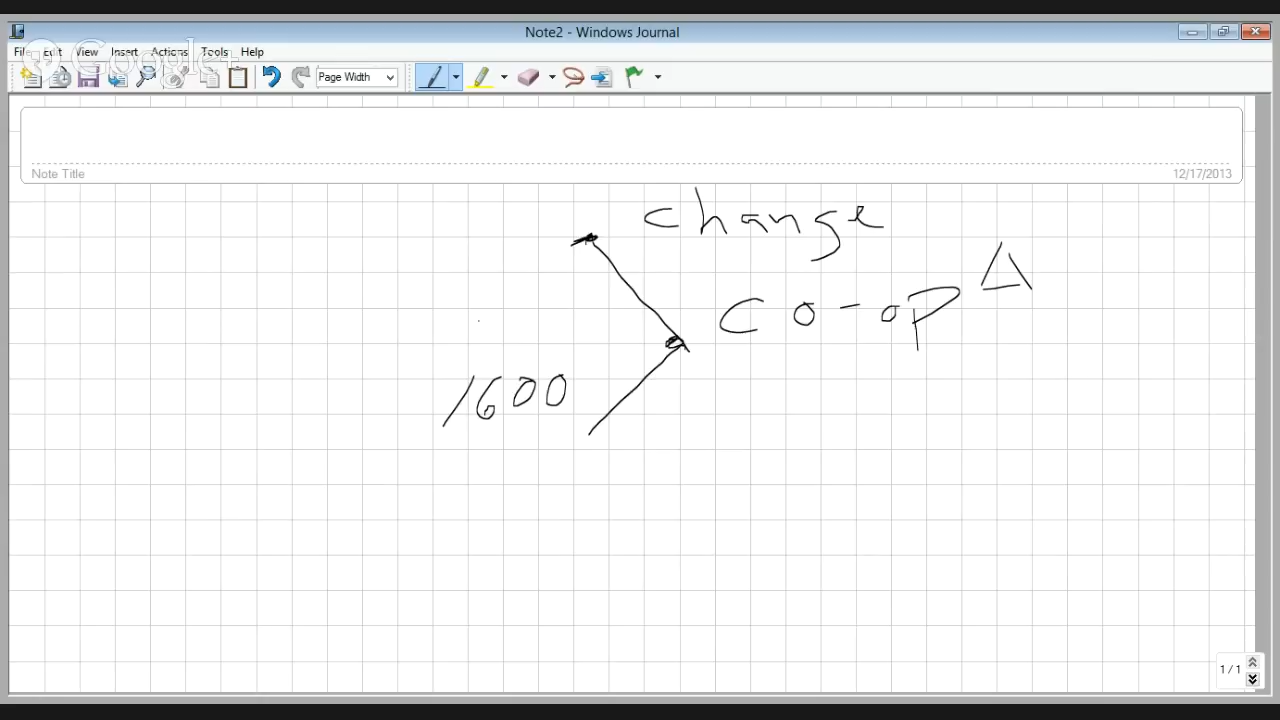 Note2 - Windows Journal
File Edit View Insert Actions Tools Help
Google+
Page Width
Note Title
12/17/2013
change
Co-op Δ
1600
1 / 1